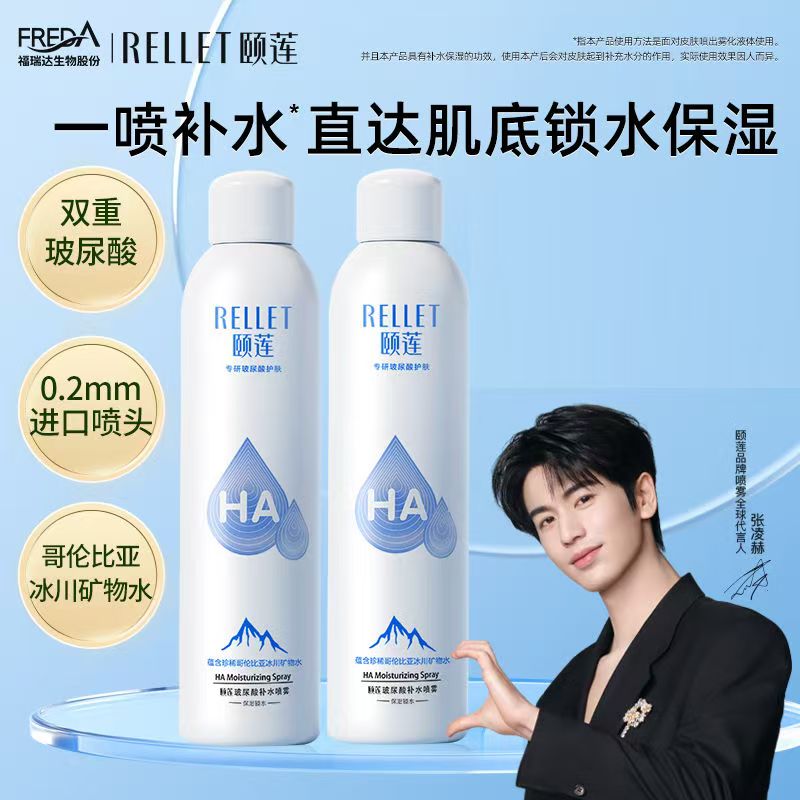 FREDA
福瑞达生物股份
RELLET 颐莲
*指本产品使用方法是面对皮肤喷出雾化液体使用。
并且本产品具有补水保湿的功效，使用本产品后会对皮肤起到补充水分的作用，实际使用效果因人而异。
一喷补水*直达肌底锁水保湿
双重
玻尿酸
0.2mm
进口喷头
哥伦比亚
冰川矿物水
RELLET
颐莲
专研玻尿酸护肤
HA
蕴含珍稀哥伦比亚冰川矿物水
HA Moisturizing Spray
颐莲玻尿酸补水喷雾
保湿锁水
RELLET
颐莲
专研玻尿酸护肤
HA
蕴含珍稀哥伦比亚冰川矿物水
HA Moisturizing Spray
颐莲玻尿酸补水喷雾
保湿锁水
颐莲品牌喷雾全球代言人
张凌赫